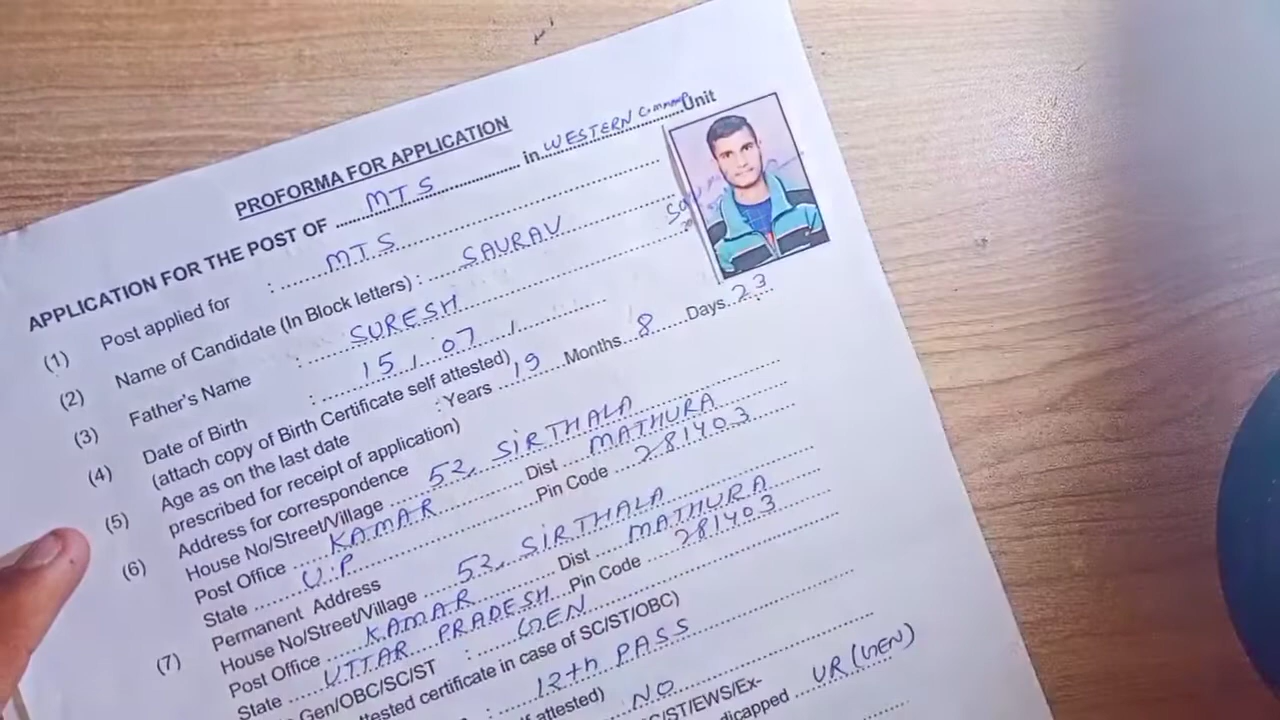 PROFORMA FOR APPLICATION
APPLICATION FOR THE POST OF MTS in WESTERN Command Unit
(1) Post applied for : MTS
(2) Name of Candidate (In Block letters) : SAURAV
(3) Father's Name : SURESH
(4) Date of Birth : 15/07/
(attach copy of Birth Certificate self attested)
(5) Age as on the last date : Years 19 Months 8 Days 23
prescribed for receipt of application)
(6) Address for correspondence
House No/Street/Village 52, SIRTHALA
Post Office KAMAR Dist MATHURA
State U.P Pin Code 281403
(7) Permanent Address
House No/Street/Village 52, SIRTHALA
Post Office KAMAR Dist MATHURA
State UTTAR PRADESH Pin Code 281403
Gen/OBC/SC/ST : GEN
certificate in case of SC/ST/OBC)
: 12th PASS
attested)
NO
/ST/EWS/Ex-
UR(GEN)